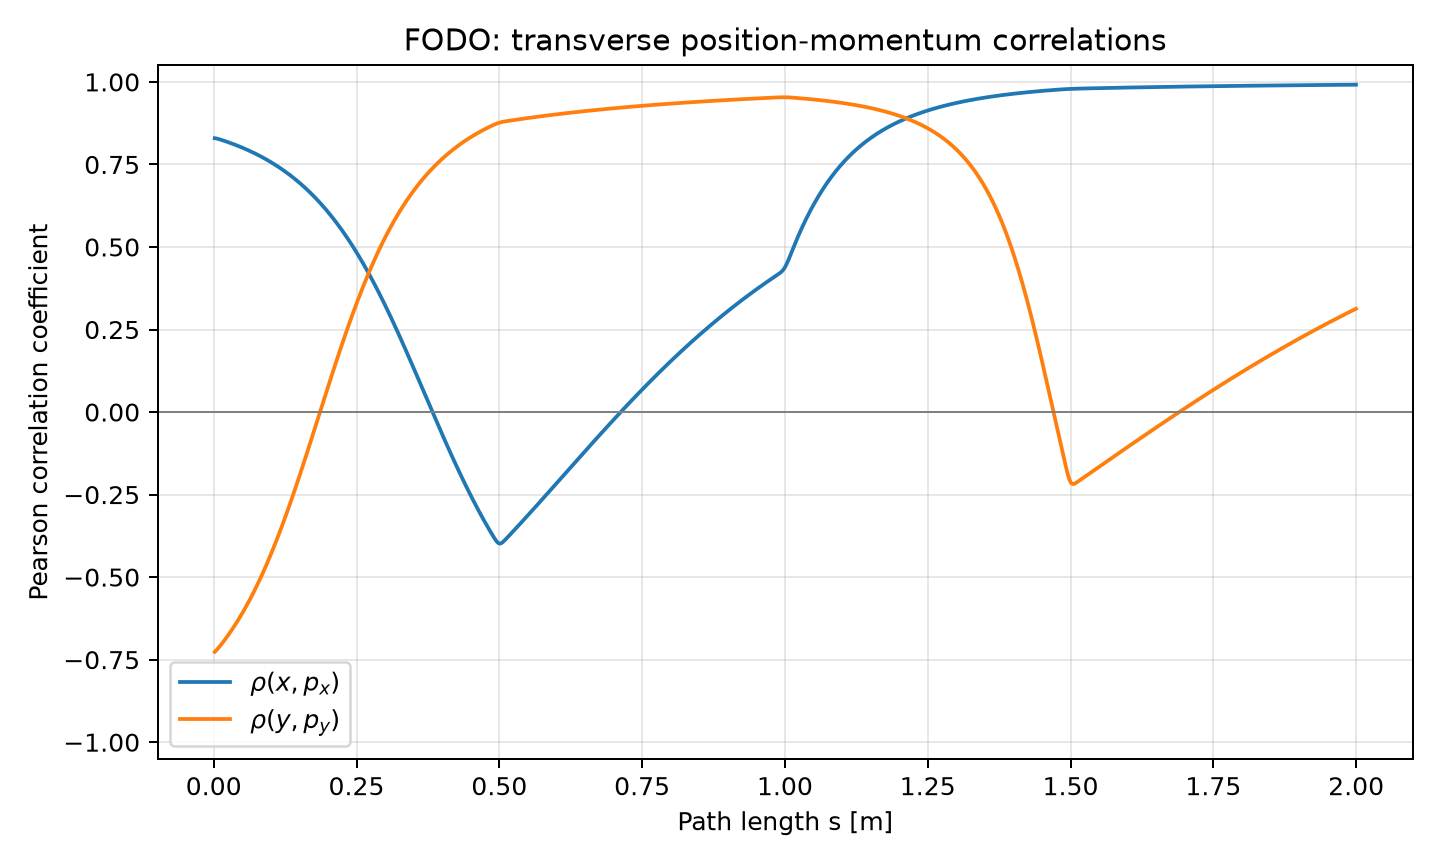 FODO: transverse position-momentum correlations
Pearson correlation coefficient
1.00
0.75
0.50
0.25
0.00
−0.25
−0.50
−0.75
−1.00
ρ(x, pₓ)
ρ(y, p_y)
0.00 0.25 0.50 0.75 1.00 1.25 1.50 1.75 2.00
Path length s [m]